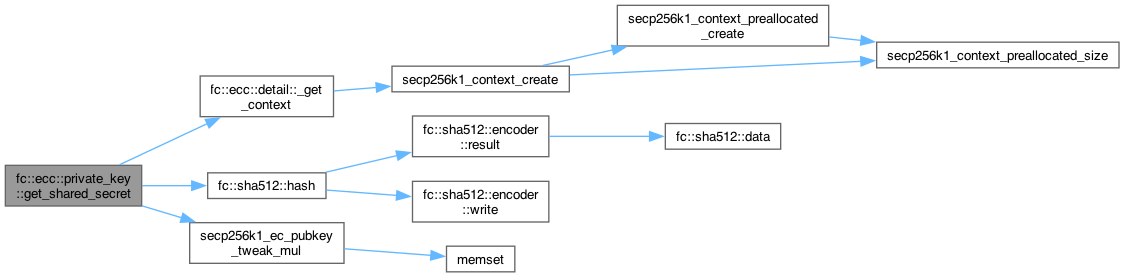 fc::ecc::private_key
::get_shared_secret
fc::ecc::detail::_get
_context
secp256k1_context_create
secp256k1_context_preallocated
_create
secp256k1_context_preallocated_size
fc::sha512::hash
fc::sha512::encoder
::result
fc::sha512::data
fc::sha512::encoder
::write
secp256k1_ec_pubkey
_tweak_mul
memset